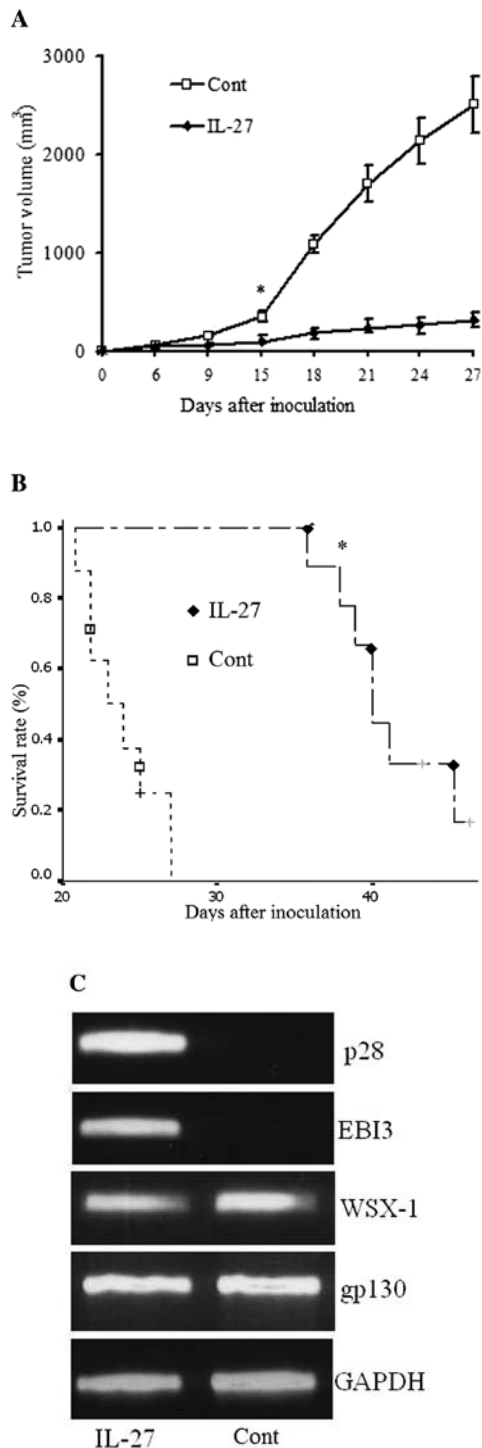 A
Tumor volume (mm³)
3000
2000
1000
0
Cont
IL-27
*
0 6 9 15 18 21 24 27
Days after inoculation
B
Survival rate (%)
1.0
0.8
0.6
0.4
0.2
0.0
*
IL-27
Cont
20 30 40
Days after inoculation
C
p28
EBI3
WSX-1
gp130
GAPDH
IL-27 Cont